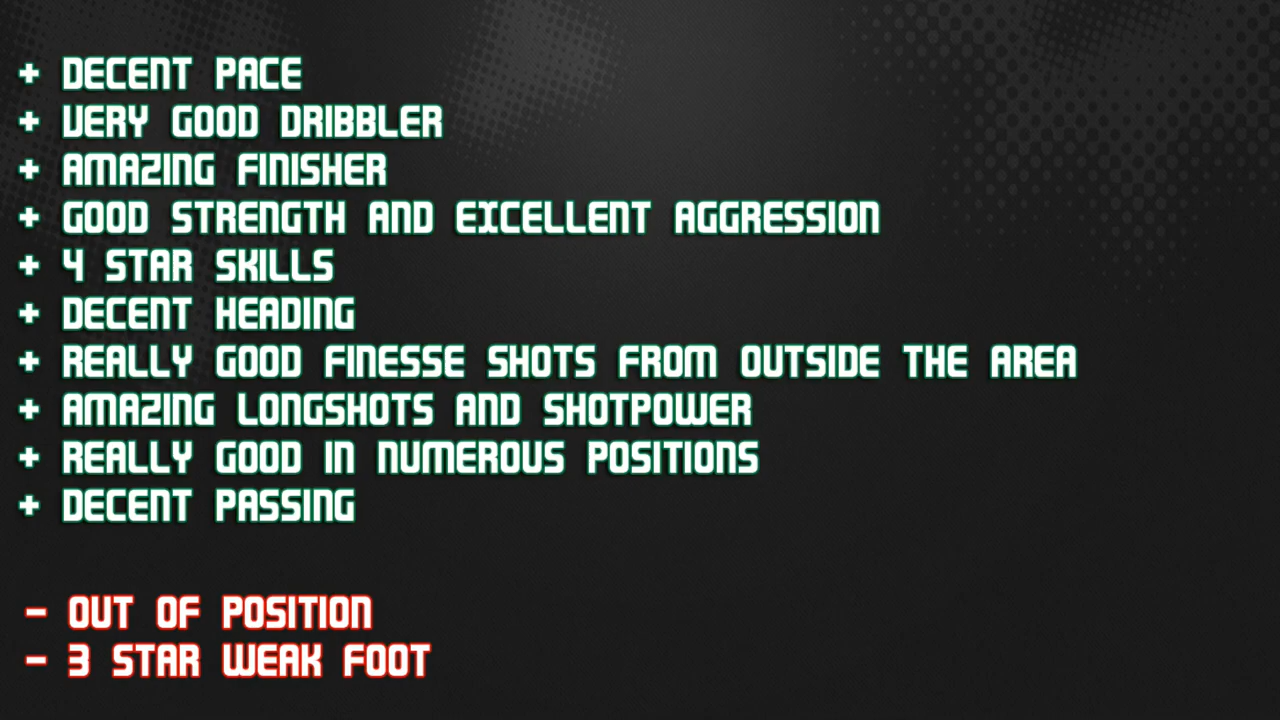 + DECENT PACE
+ VERY GOOD DRIBBLER
+ AMAZING FINISHER
+ GOOD STRENGTH AND EXCELLENT AGGRESSION
+ 4 STAR SKILLS
+ DECENT HEADING
+ REALLY GOOD FINESSE SHOTS FROM OUTSIDE THE AREA
+ AMAZING LONGSHOTS AND SHOTPOWER
+ REALLY GOOD IN NUMEROUS POSITIONS
+ DECENT PASSING
- OUT OF POSITION
- 3 STAR WEAK FOOT